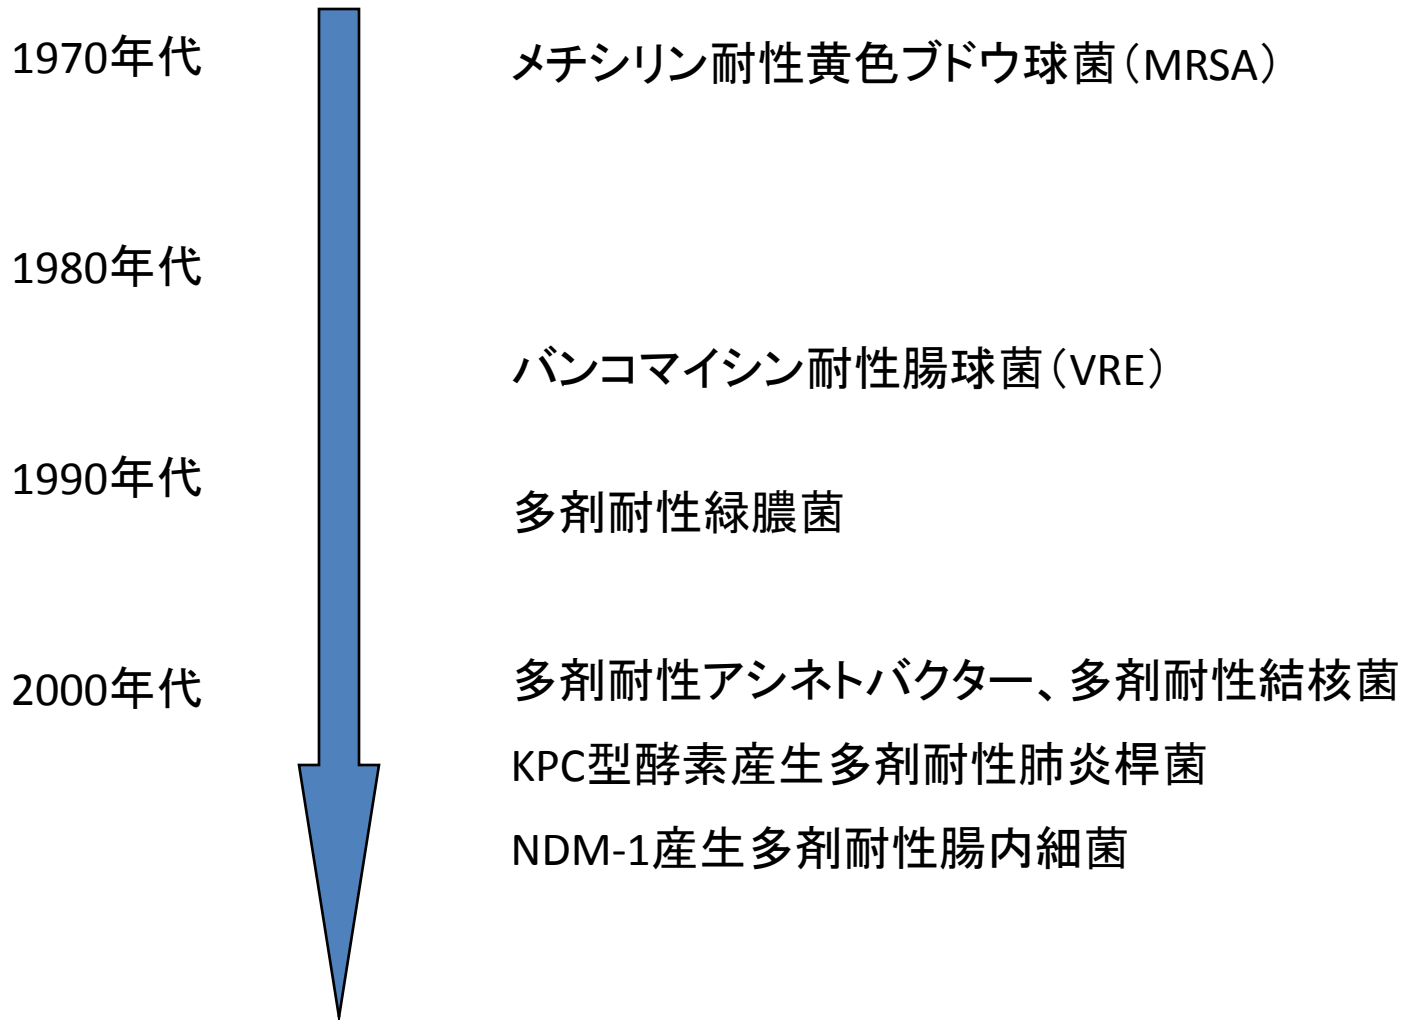 1970年代
メチシリン耐性黄色ブドウ球菌（MRSA）
1980年代
バンコマイシン耐性腸球菌（VRE）
1990年代
多剤耐性緑膿菌
2000年代
多剤耐性アシネトバクター、多剤耐性結核菌
KPC型酵素産生多剤耐性肺炎桿菌
NDM-1産生多剤耐性腸内細菌